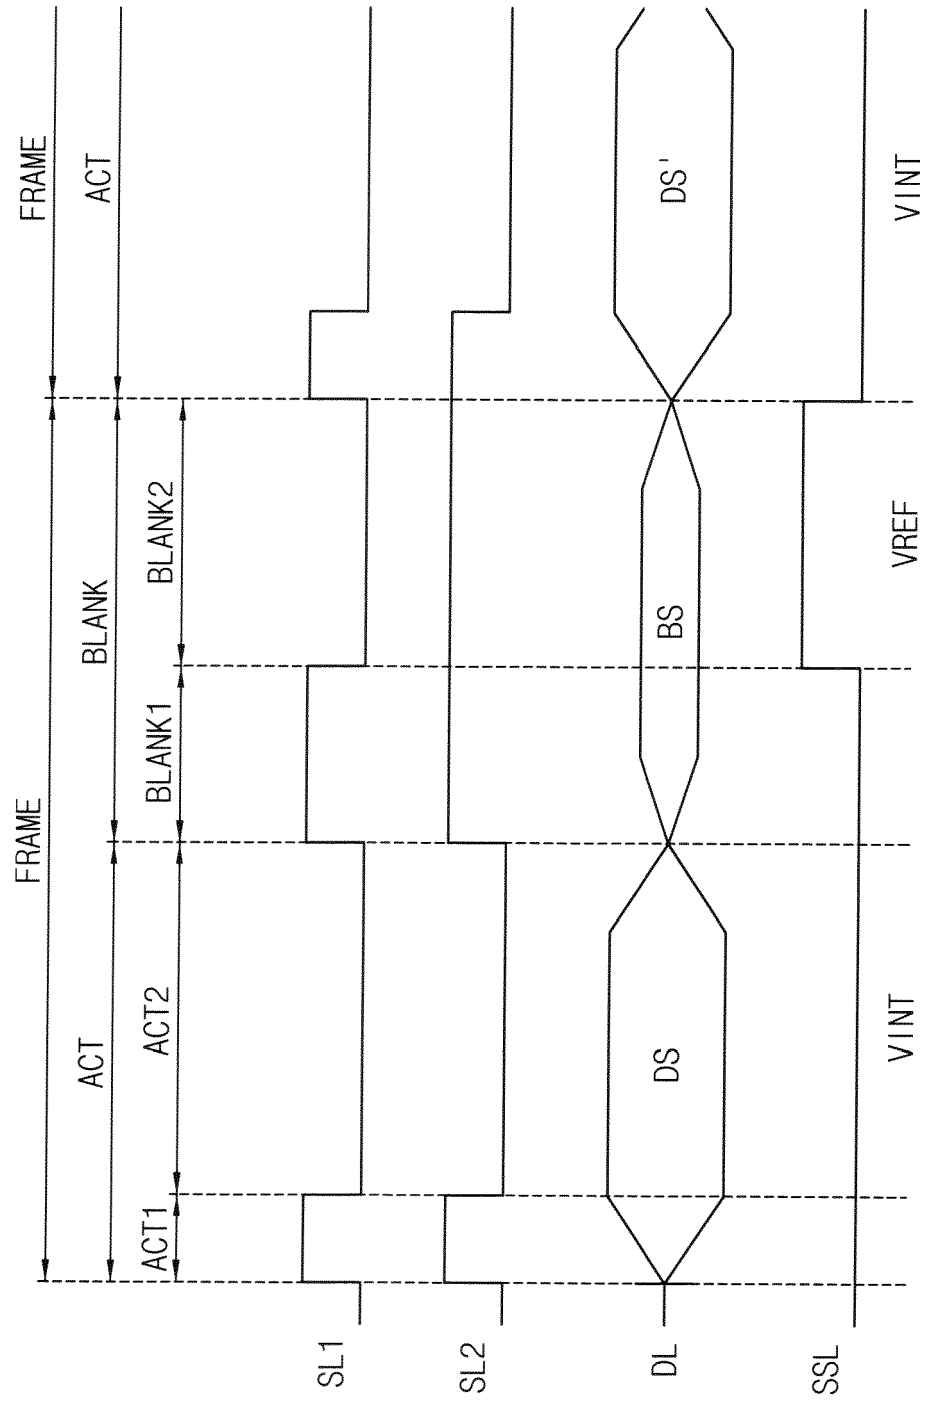 FRAME
FRAME
ACT
BLANK
ACT
ACT1
ACT2
BLANK1
BLANK2
SL1
SL2
DL
DS
BS
DS'
SSL
VINT
VREF
VINT